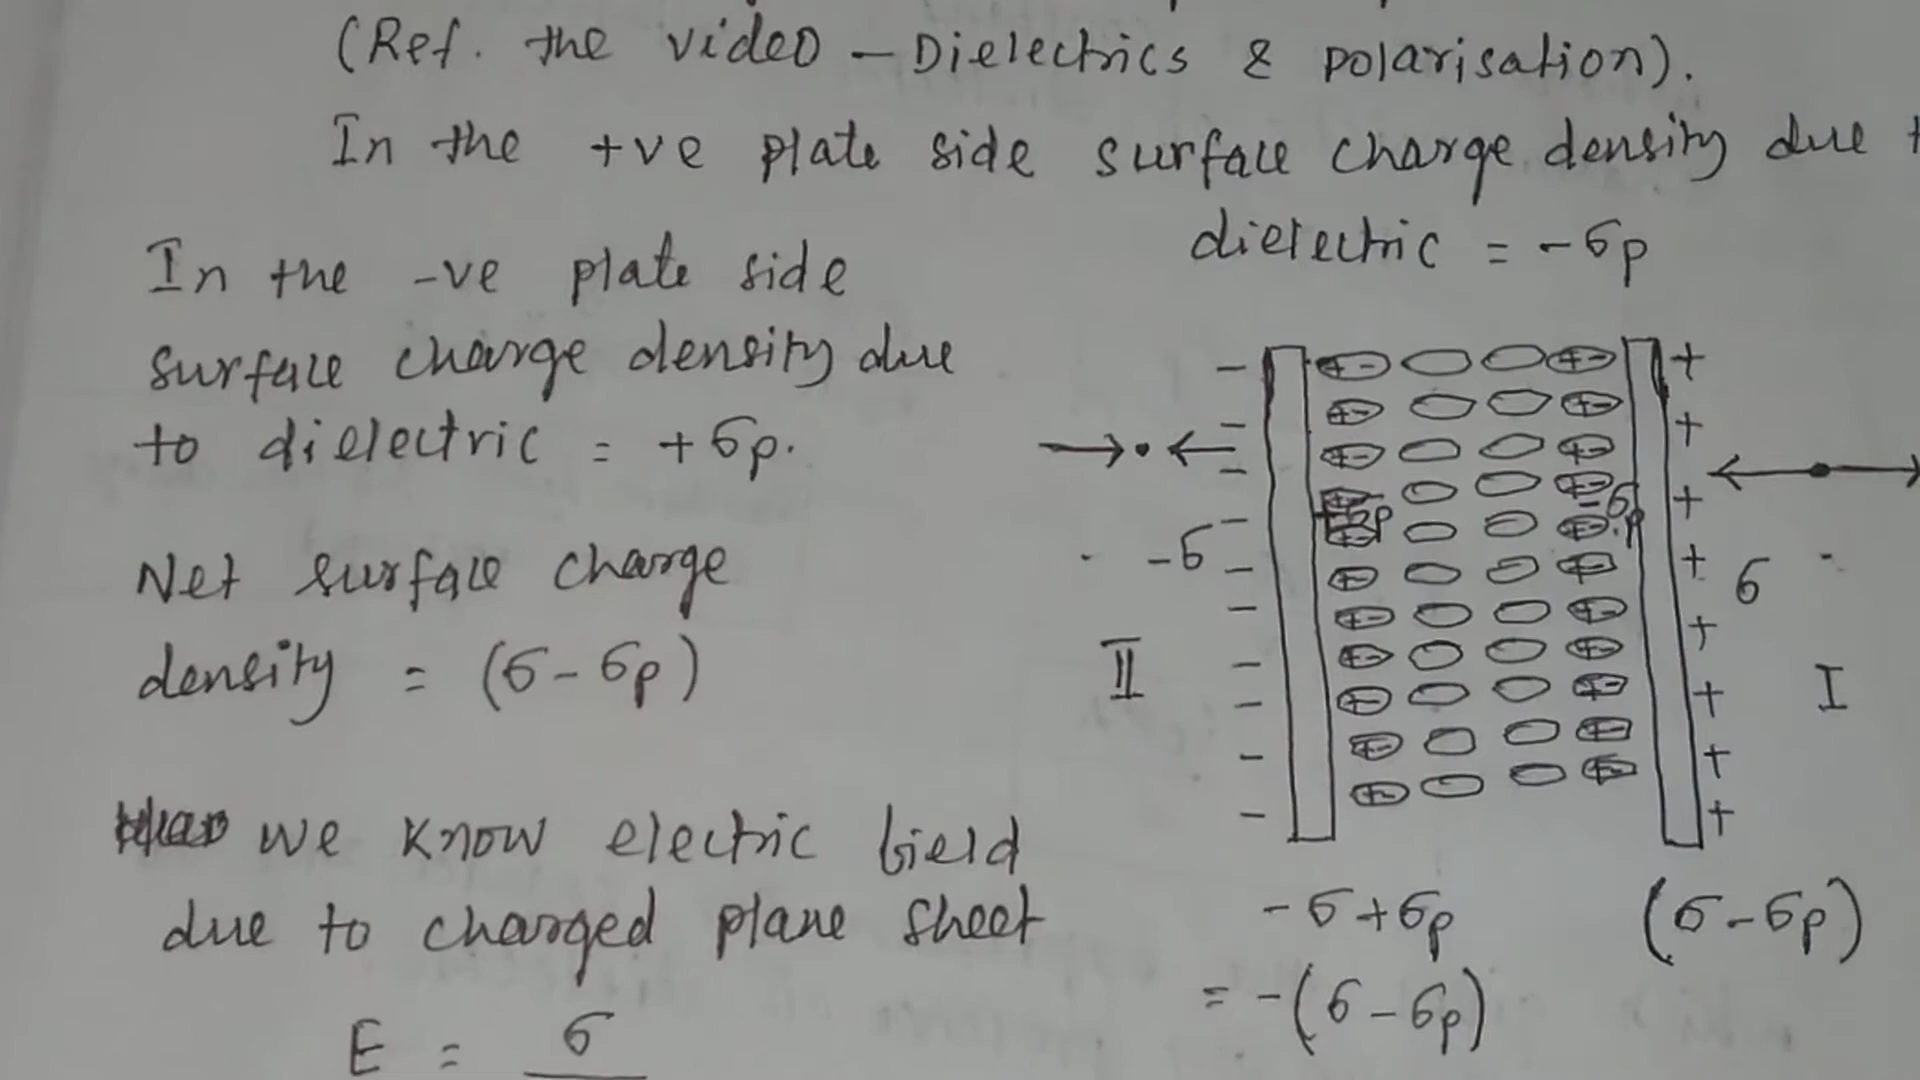 (Ref. the video – Dielectrics & polarisation).
In the +ve plate side surface charge density due
dielectric = -σp
In the -ve plate side
surface charge density due
to dielectric = +σp.
Net surface charge
density = (σ-σp)
we know electric field
due to charged plane sheet
E = σ
-σ
+σp
-σp
σ
II
I
-σ+σp
= -(σ-σp)
(σ-σp)